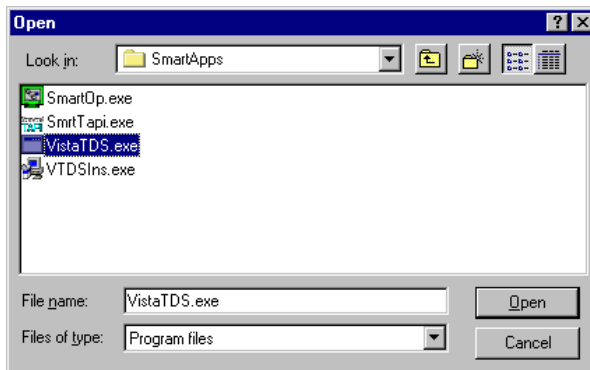 Open
Look in: SmartApps
SmartOp.exe
SmrtTapi.exe
VistaTDS.exe
VTDSIns.exe
File name: VistaTDS.exe Open
Files of type: Program files Cancel